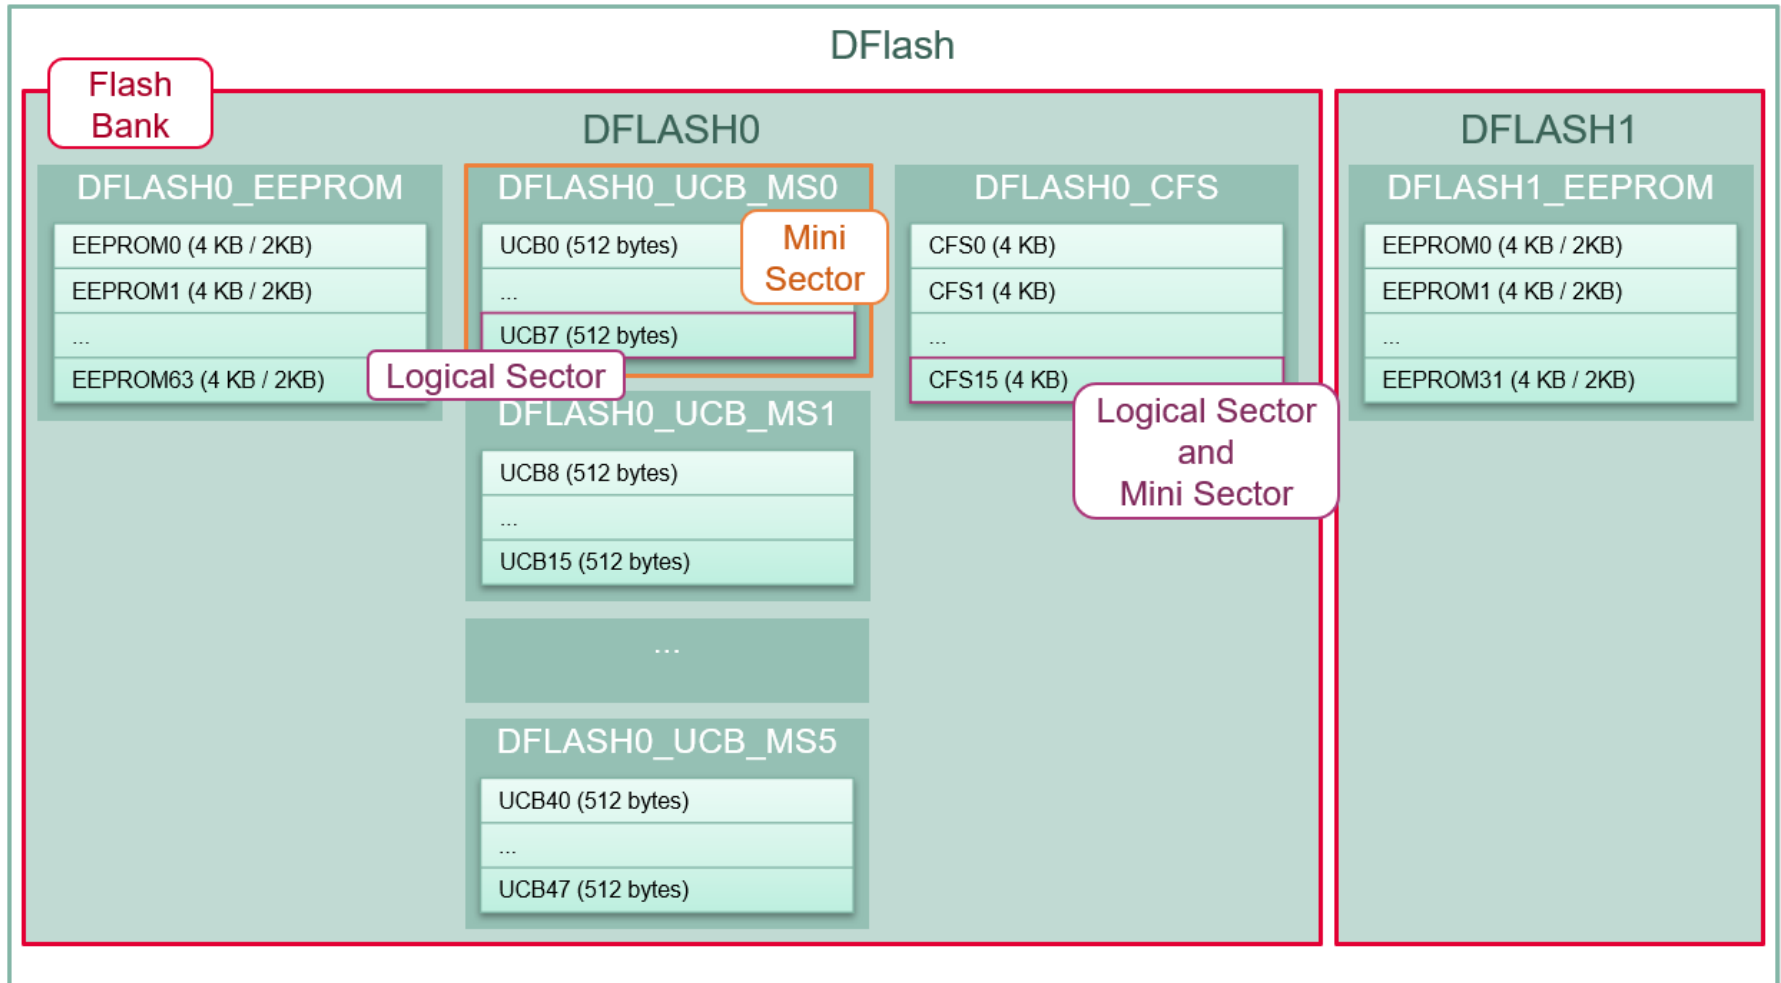 DFlash
Flash
Bank
DFLASH0
DFLASH0_EEPROM
EEPROM0 (4 KB / 2KB)
EEPROM1 (4 KB / 2KB)
...
EEPROM63 (4 KB / 2KB)
Logical Sector
DFLASH0_UCB_MS0
Mini
Sector
UCB0 (512 bytes)
...
UCB7 (512 bytes)
DFLASH0_UCB_MS1
UCB8 (512 bytes)
...
UCB15 (512 bytes)
...
DFLASH0_UCB_MS5
UCB40 (512 bytes)
...
UCB47 (512 bytes)
DFLASH0_CFS
CFS0 (4 KB)
CFS1 (4 KB)
...
CFS15 (4 KB)
Logical Sector
and
Mini Sector
DFLASH1
DFLASH1_EEPROM
EEPROM0 (4 KB / 2KB)
EEPROM1 (4 KB / 2KB)
...
EEPROM31 (4 KB / 2KB)